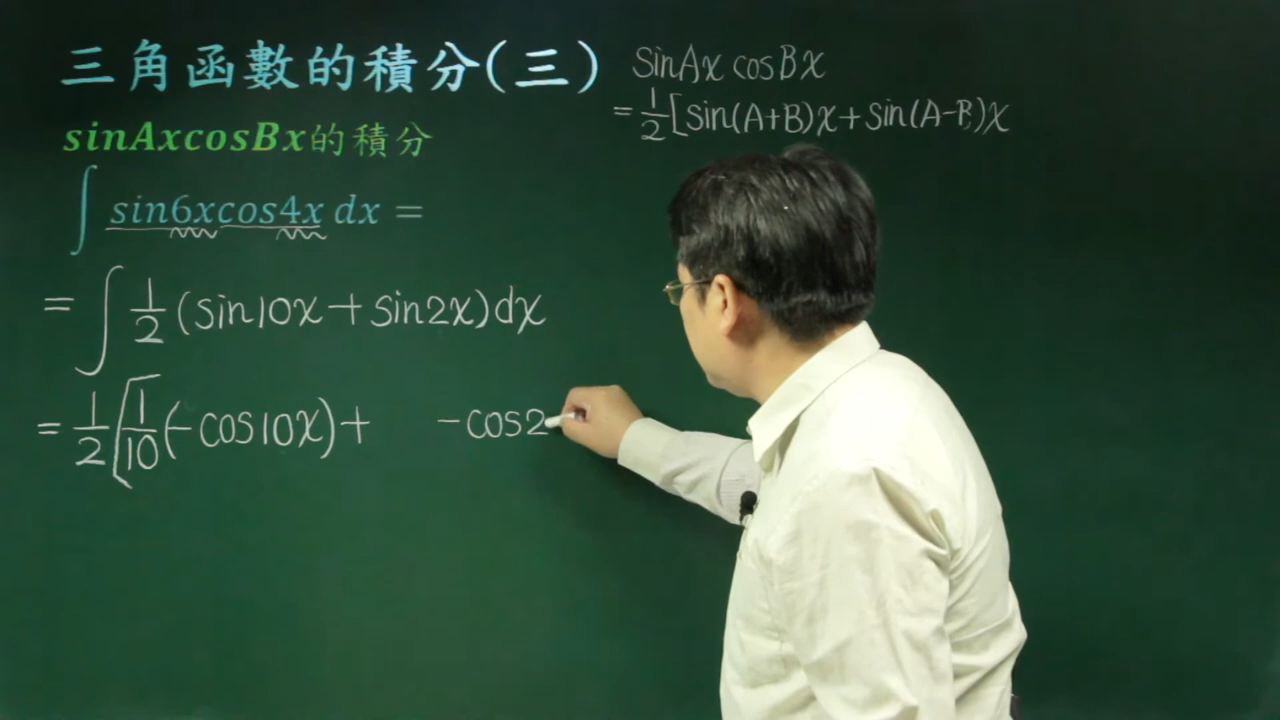 三角函數的積分(三)
sinAx cosBx
=1/2[sin(A+B)x+sin(A-B)x
sinAxcosBx的積分
∫ sin6xcos4x dx =
= ∫ 1/2 (sin10x + sin2x)dx
= 1/2 [1/10 (-cos10x) + -cos2